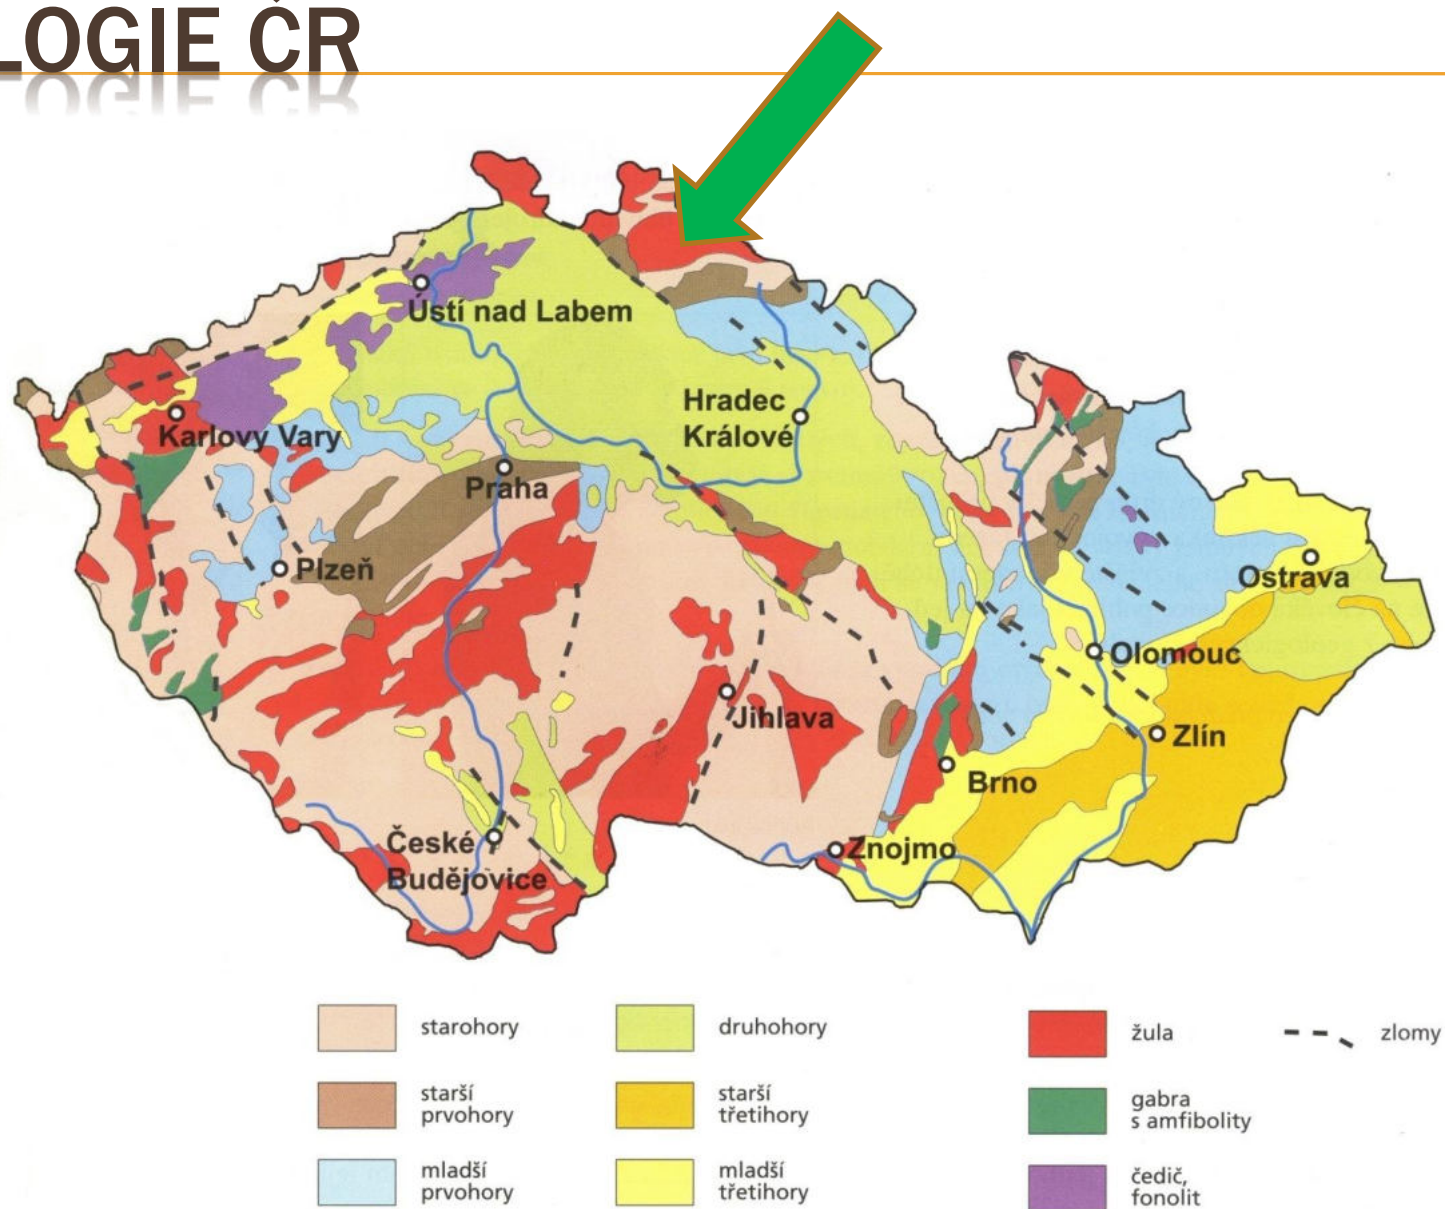 LOGIE ČR
Ústí nad Labem
Karlovy Vary
Hradec
Králové
Praha
Plzeň
Ostrava
Olomouc
Jihlava
Zlín
Brno
České
Budějovice
Znojmo
starohory
druhohory
žula
zlomy
starší
prvohory
starší
třetihory
gabra
s amfibolity
mladší
prvohory
mladší
třetihory
čedič,
fonolit